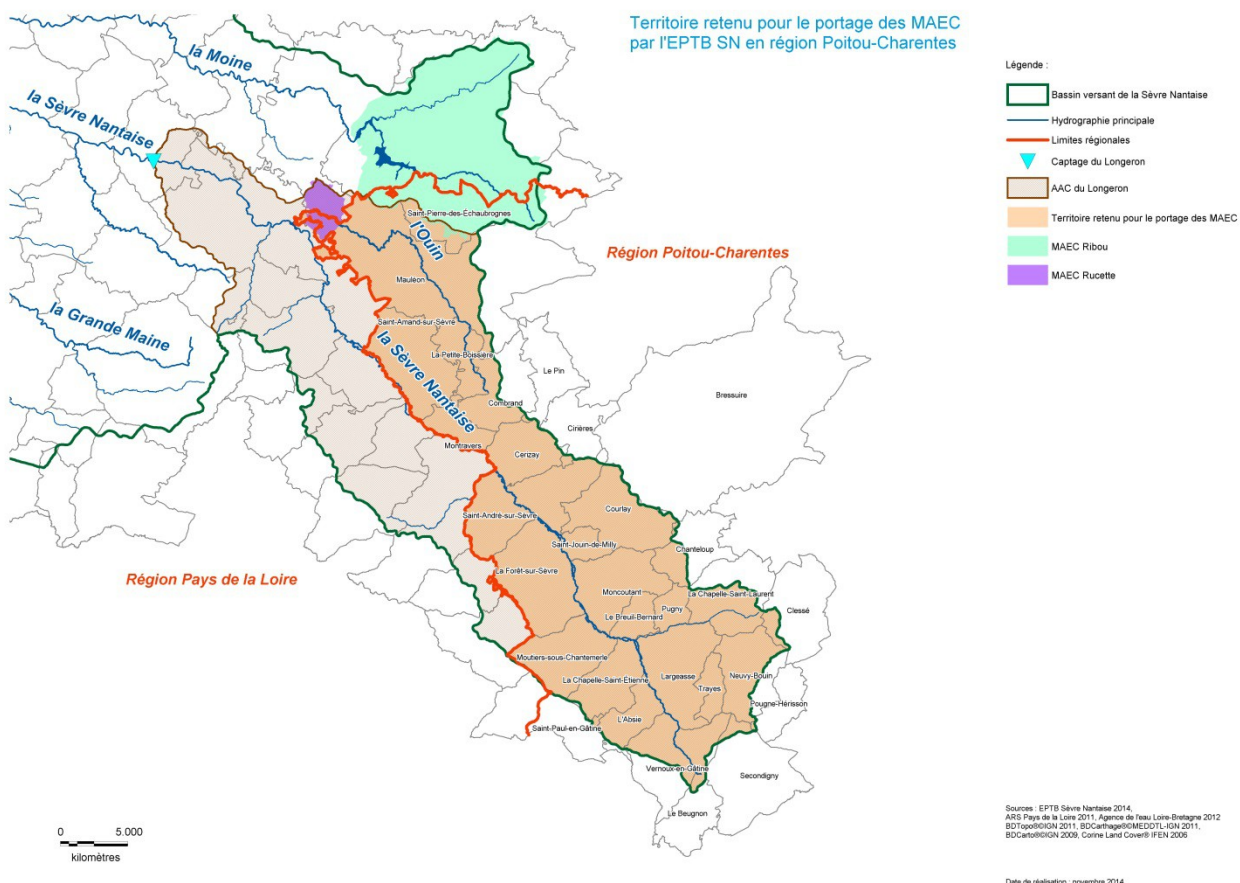 Territoire retenu pour le portage des MAEC
par l'EPTB SN en région Poitou-Charentes
Légende :
Bassin versant de la Sèvre Nantaise
Hydrographie principale
Limites régionales
Captage du Longeron
AAC du Longeron
Territoire retenu pour le portage des MAEC
MAEC Ribou
MAEC Rucette
la Moine
la Sèvre Nantaise
Saint-Pierre-des-Échaubrognes
l'Ouin
Région Poitou-Charentes
Mauléon
la Grande Maine
Saint-Amand-sur-Sèvre
la Sèvre Nantaise
La Petite-Boissière
Le Pin
Bressuire
Combrand
Cirières
Montravers
Cerizay
Saint-André-sur-Sèvre
Courlay
Saint-Jouin-de-Milly
Chanteloup
Région Pays de la Loire
La Forêt-sur-Sèvre
Moncoutant
La Chapelle-Saint-Laurent
Pugny
Clessé
Le Breuil-Bernard
Moutiers-sous-Chantemerle
La Chapelle-Saint-Étienne
Largeasse
Neuvy-Bouin
Trayes
Pougne-Hérisson
L'Absie
Saint-Paul-en-Gâtine
Vernoux-en-Gâtine
Secondigny
Le Beugnon
0 5.000
kilomètres
Sources : EPTB Sèvre Nantaise 2014,
ARS Pays de la Loire 2011, Agence de l'eau Loire-Bretagne 2012
BDTopo®©IGN 2011, BDCarthage®©MEDDTL-IGN 2011,
BDCarto®©IGN 2009, Corine Land Cover® IFEN 2006
Date de réalisation : novembre 2014